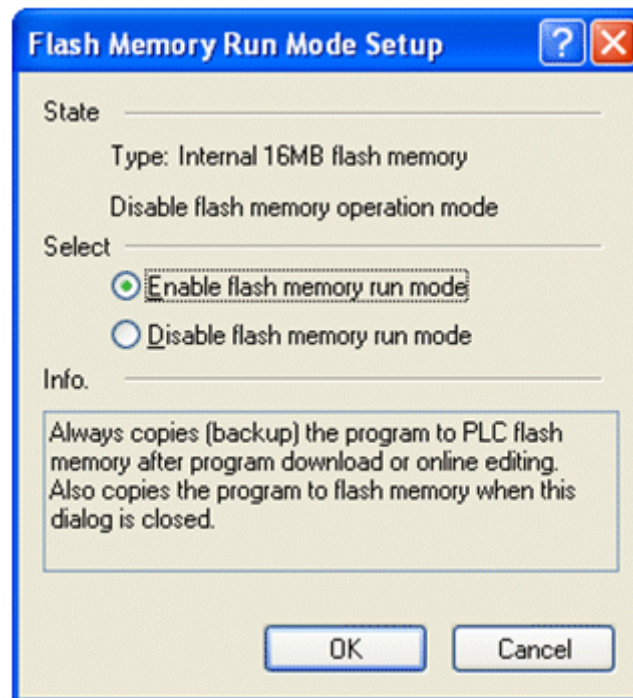 Flash Memory Run Mode Setup
State
Type: Internal 16MB flash memory
Disable flash memory operation mode
Select
Enable flash memory run mode
Disable flash memory run mode
Info.
Always copies (backup) the program to PLC flash
memory after program download or online editing.
Also copies the program to flash memory when this
dialog is closed.
OK Cancel